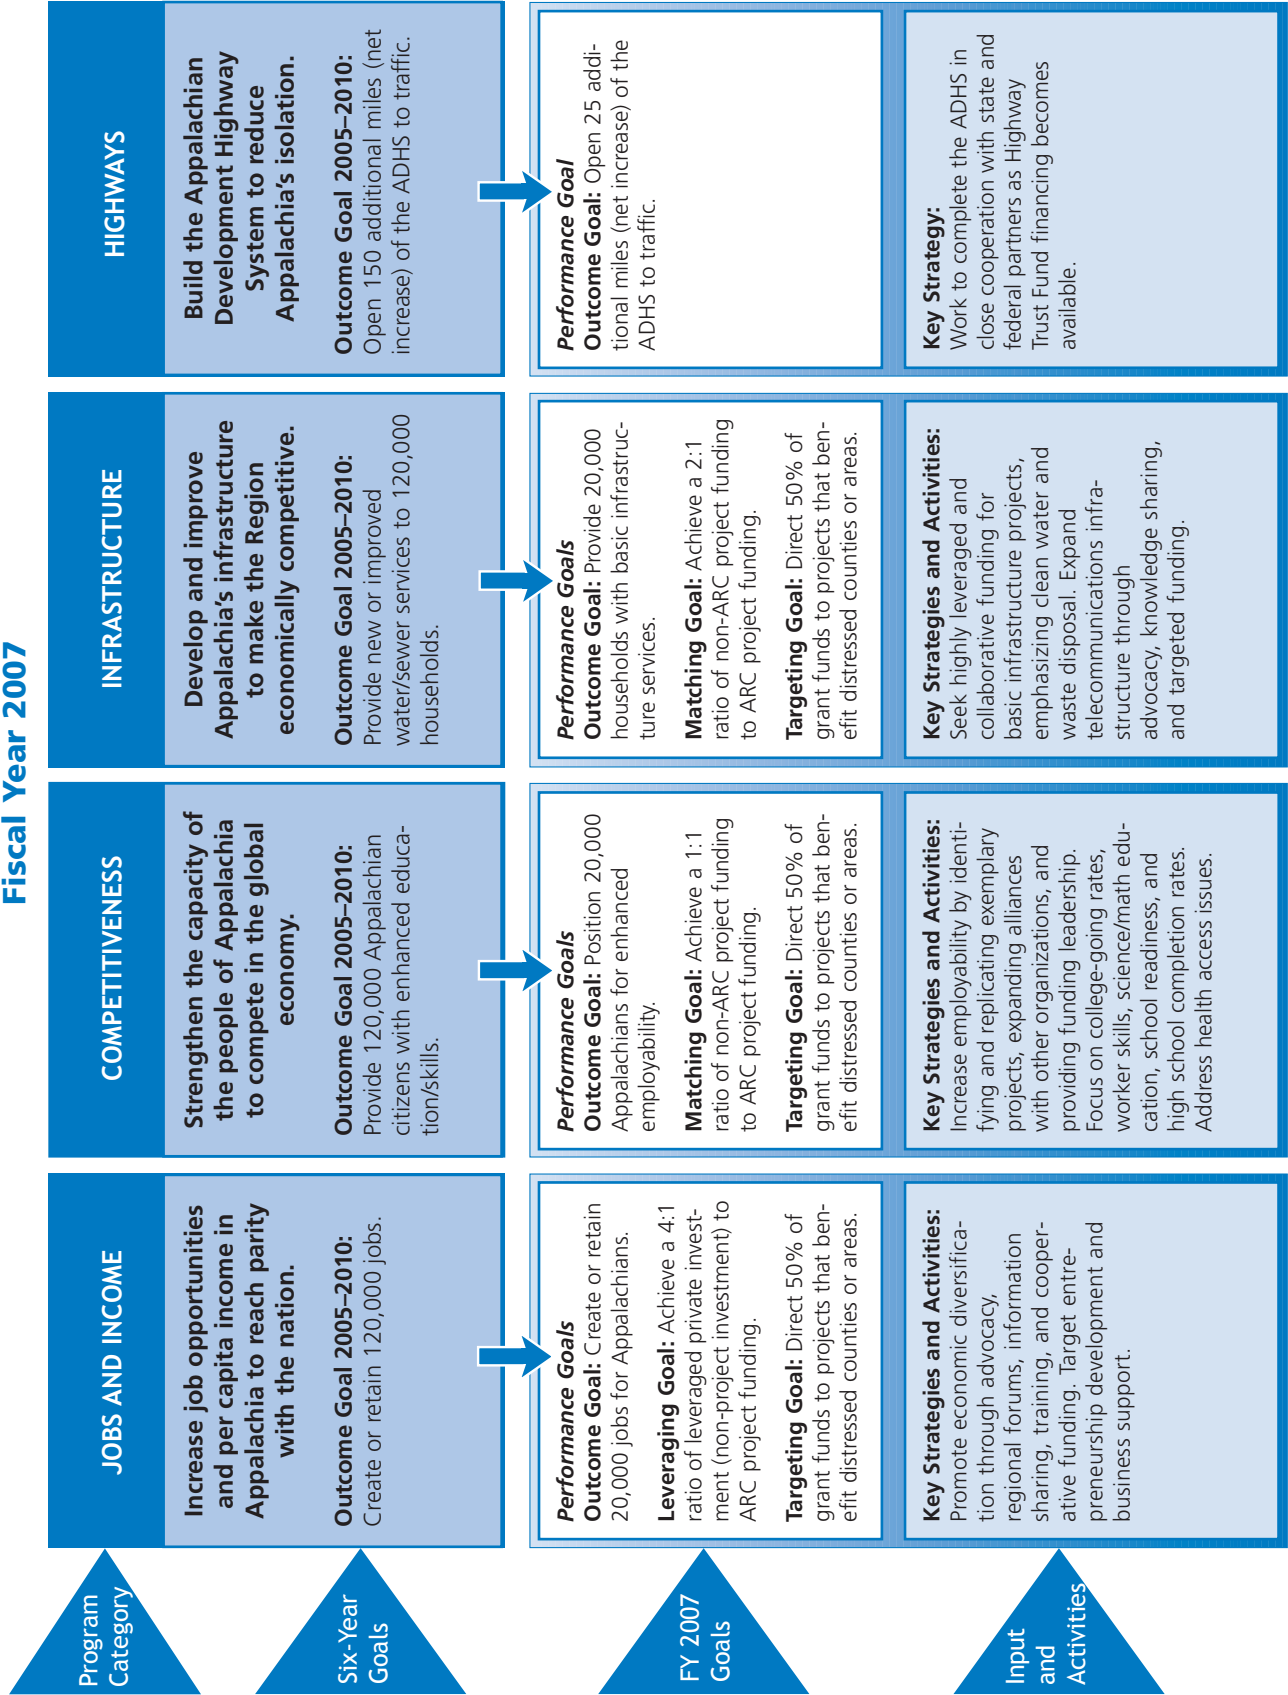 Fiscal Year 2007
Program
Category
JOBS AND INCOME
COMPETITIVENESS
INFRASTRUCTURE
HIGHWAYS
Six-Year
Goals
Increase job opportunities
and per capita income in
Appalachia to reach parity
with the nation.
Outcome Goal 2005–2010:
Create or retain 120,000 jobs.
Strengthen the capacity of
the people of Appalachia
to compete in the global
economy.
Outcome Goal 2005–2010:
Provide 120,000 Appalachian
citizens with enhanced educa-
tion/skills.
Develop and improve
Appalachia’s infrastructure
to make the Region
economically competitive.
Outcome Goal 2005–2010:
Provide new or improved
water/sewer services to 120,000
households.
Build the Appalachian
Development Highway
System to reduce
Appalachia’s isolation.
Outcome Goal 2005–2010:
Open 150 additional miles (net
increase) of the ADHS to traffic.
FY 2007
Goals
Performance Goals
Outcome Goal: Create or retain
20,000 jobs for Appalachians.
Leveraging Goal: Achieve a 4:1
ratio of leveraged private invest-
ment (non-project investment) to
ARC project funding.
Targeting Goal: Direct 50% of
grant funds to projects that ben-
efit distressed counties or areas.
Performance Goals
Outcome Goal: Position 20,000
Appalachians for enhanced
employability.
Matching Goal: Achieve a 1:1
ratio of non-ARC project funding
to ARC project funding.
Targeting Goal: Direct 50% of
grant funds to projects that ben-
efit distressed counties or areas.
Performance Goals
Outcome Goal: Provide 20,000
households with basic infrastruc-
ture services.
Matching Goal: Achieve a 2:1
ratio of non-ARC project funding
to ARC project funding.
Targeting Goal: Direct 50% of
grant funds to projects that ben-
efit distressed counties or areas.
Performance Goal
Outcome Goal: Open 25 addi-
tional miles (net increase) of the
ADHS to traffic.
Input
and
Activities
Key Strategies and Activities:
Promote economic diversifica-
tion through advocacy,
regional forums, information
sharing, training, and cooper-
ative funding. Target entre-
preneurship development and
business support.
Key Strategies and Activities:
Increase employability by identi-
fying and replicating exemplary
projects, expanding alliances
with other organizations, and
providing funding leadership.
Focus on college-going rates,
worker skills, science/math edu-
cation, school readiness, and
high school completion rates.
Address health access issues.
Key Strategies and Activities:
Seek highly leveraged and
collaborative funding for
basic infrastructure projects,
emphasizing clean water and
waste disposal. Expand
telecommunications infra-
structure through
advocacy, knowledge sharing,
and targeted funding.
Key Strategy:
Work to complete the ADHS in
close cooperation with state and
federal partners as Highway
Trust Fund financing becomes
available.